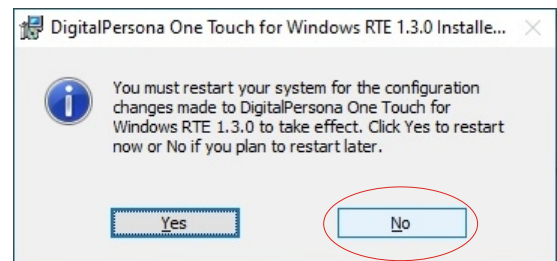 DigitalPersona One Touch for Windows RTE 1.3.0 Installe...
You must restart your system for the configuration
changes made to DigitalPersona One Touch for
Windows RTE 1.3.0 to take effect. Click Yes to restart
now or No if you plan to restart later.
Yes
No